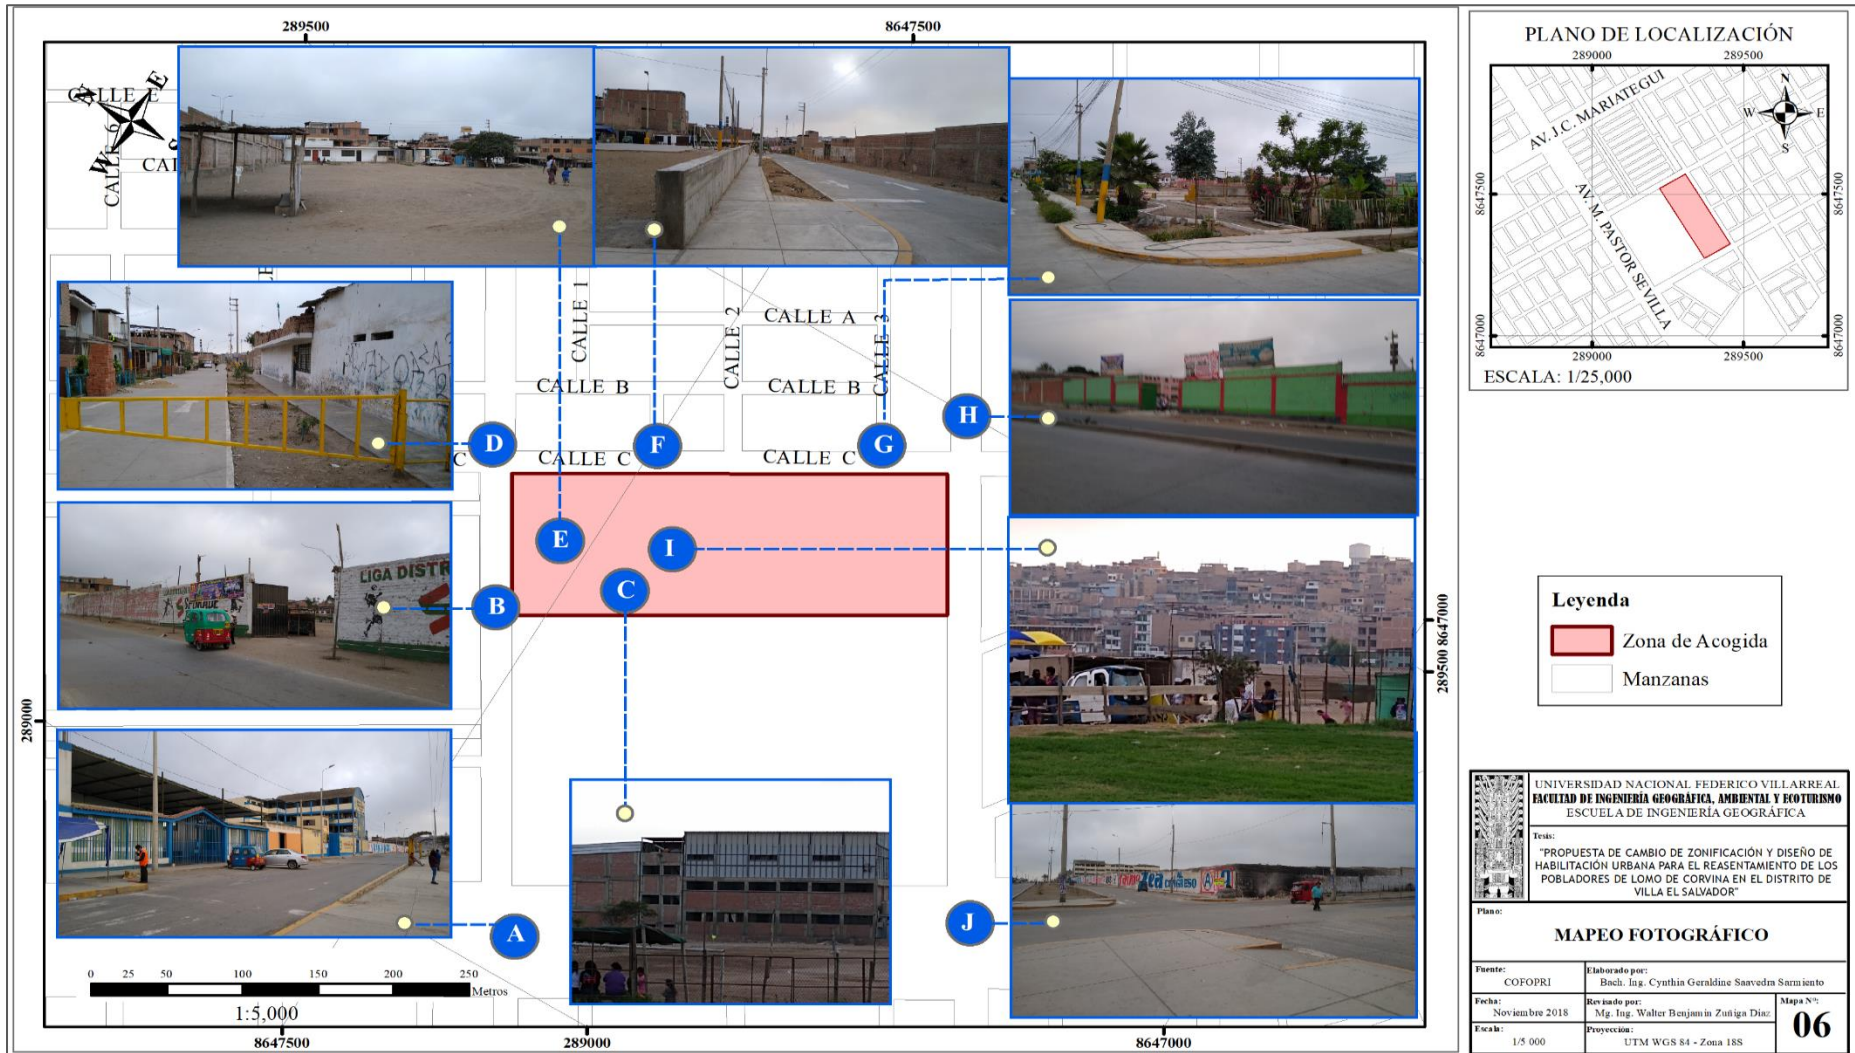 289500
8647500
N
E
W
S
CALLE E
CALLE 6
CALLE 1
CALLE 2
CALLE 3
CALLE A
CALLE B
CALLE B
CALLE C
CALLE C
C
D
F
G
H
E
I
C
B
A
J
LIGA DISTR
289000
8647000
289500
0 25 50 100 150 200 250
Metros
1:5,000
8647500
289000
8647000
PLANO DE LOCALIZACIÓN
289000
289500
AV. J.C. MARIATEGUI
AV. M. PASTOR SEVILLA
N
W
E
S
8647500
8647000
8647500
8647000
289000
289500
ESCALA: 1/25,000
Leyenda
Zona de Acogida
Manzanas
UNIVERSIDAD NACIONAL FEDERICO VILLARREAL
FACULTAD DE INGENIERÍA GEOGRÁFICA, AMBIENTAL Y ECOTURISMO
ESCUELA DE INGENIERÍA GEOGRÁFICA
Tesis:
"PROPUESTA DE CAMBIO DE ZONIFICACIÓN Y DISEÑO DE
HABILITACIÓN URBANA PARA EL REASENTAMIENTO DE LOS
POBLADORES DE LOMO DE CORVINA EN EL DISTRITO DE
VILLA EL SALVADOR"
Plano:
MAPEO FOTOGRÁFICO
Fuente:
COFOPRI
Elaborado por:
Bach. Ing. Cynthia Geraldine Saavedra Sarmiento
Fecha:
Noviembre 2018
Revisado por:
Mg. Ing. Walter Benjamin Zuñiga Diaz
Mapa Nº:
06
Escala:
1/5 000
Proyección:
UTM WGS 84 - Zona 18S